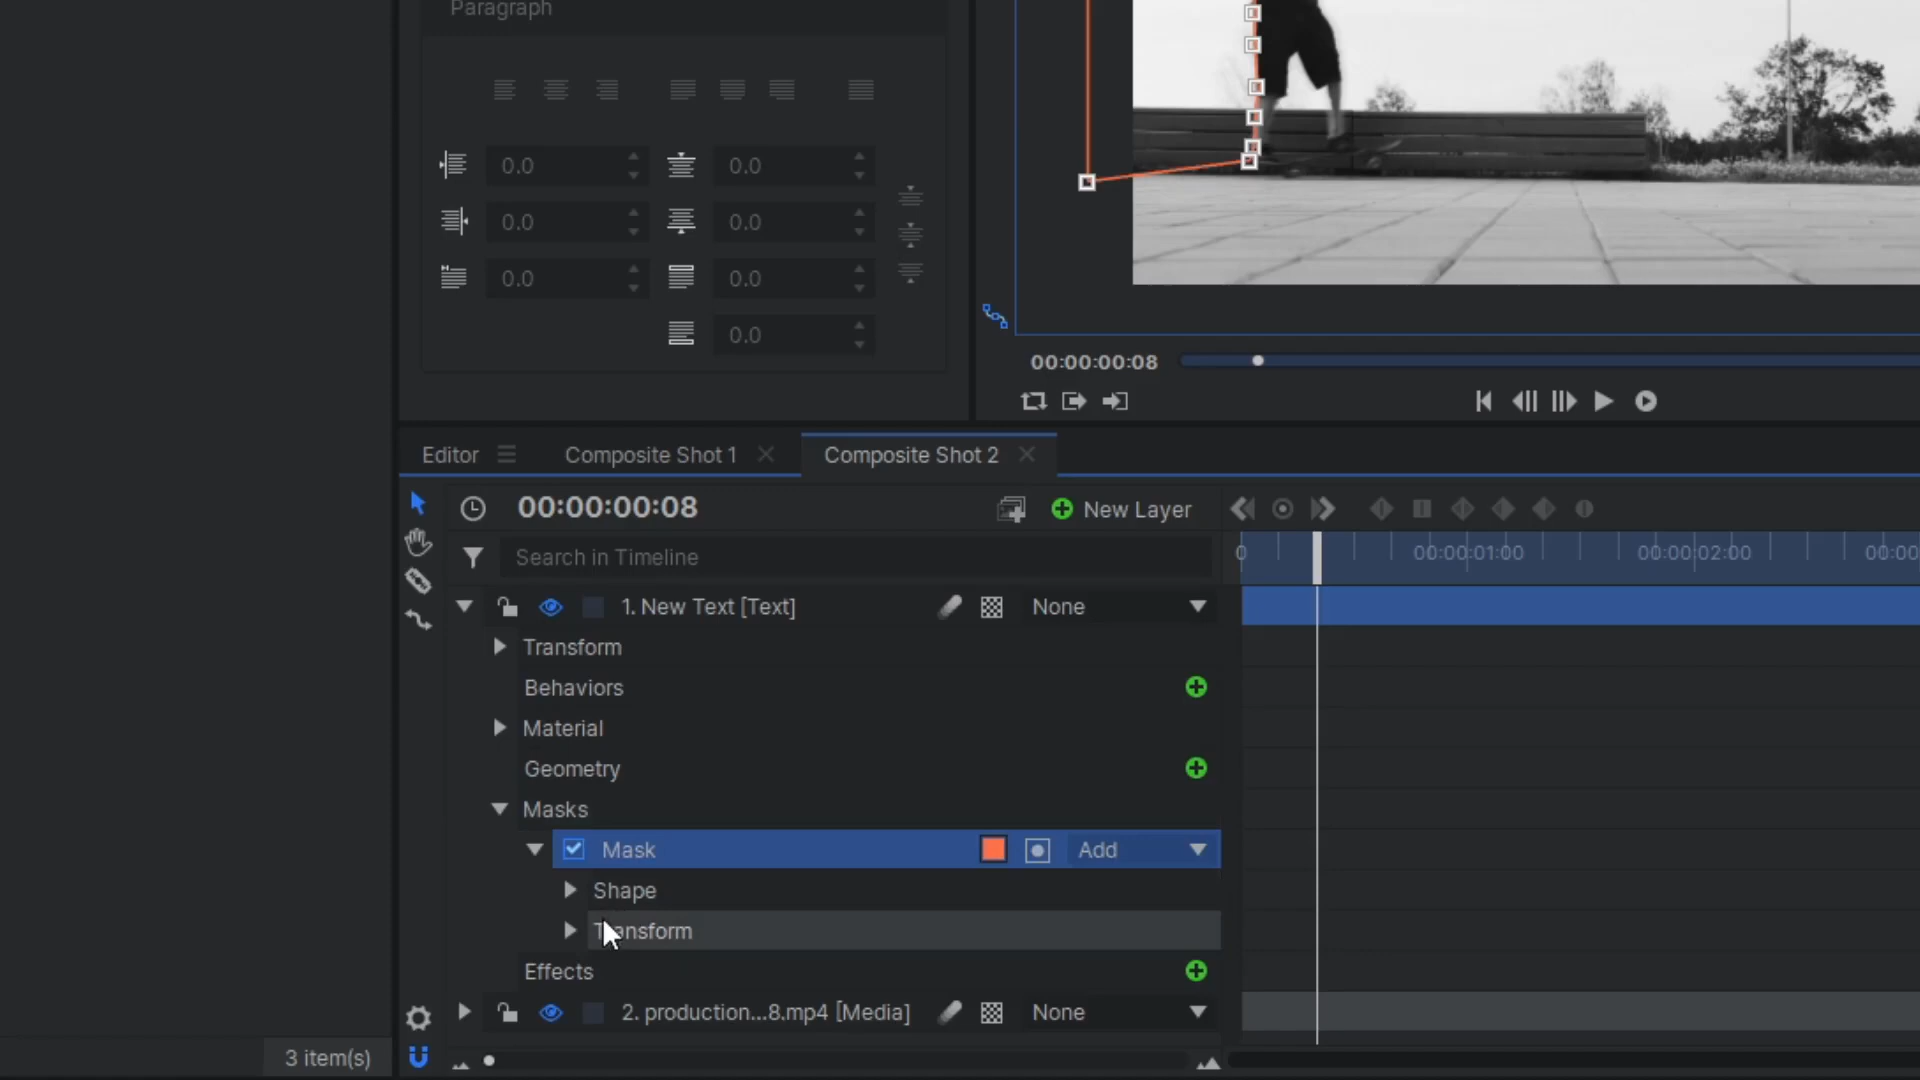 Paragraph
0.0 0.0
0.0 0.0
0.0 0.0
0.0
00:00:00:08
Editor Composite Shot 1 Composite Shot 2
00:00:00:08 New Layer
Search in Timeline 0 00:00:01:00 00:00:02:00 00:00
1. New Text [Text] None
Transform
Behaviors
Material
Geometry
Masks
Mask Add
Shape
Transform
Effects
2. production...8.mp4 [Media] None
3 item(s)